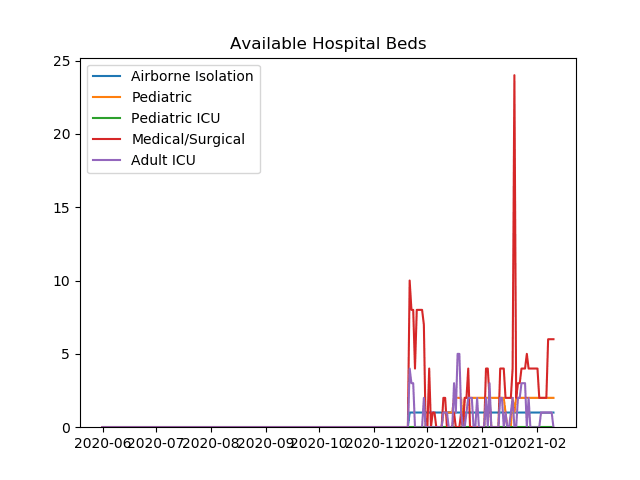 Available Hospital Beds
25
20
15
10
5
0
Airborne Isolation
Pediatric
Pediatric ICU
Medical/Surgical
Adult ICU
2020-06 2020-07 2020-08 2020-09 2020-10 2020-11 2020-12 2021-01 2021-02